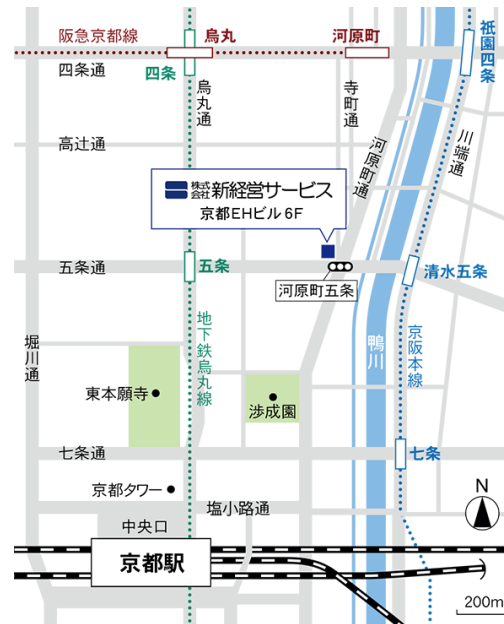 阪急京都線
烏丸
河原町
祇園四条
四条通
四条
烏丸通
寺町通
河原町通
川端通
高辻通
株式会社 新経営サービス
京都EHビル 6F
五条通
五条
河原町五条
清水五条
堀川通
地下鉄烏丸線
鴨川
京阪本線
東本願寺
渉成園
七条通
七条
京都タワー
塩小路通
中央口
京都駅
N
200m